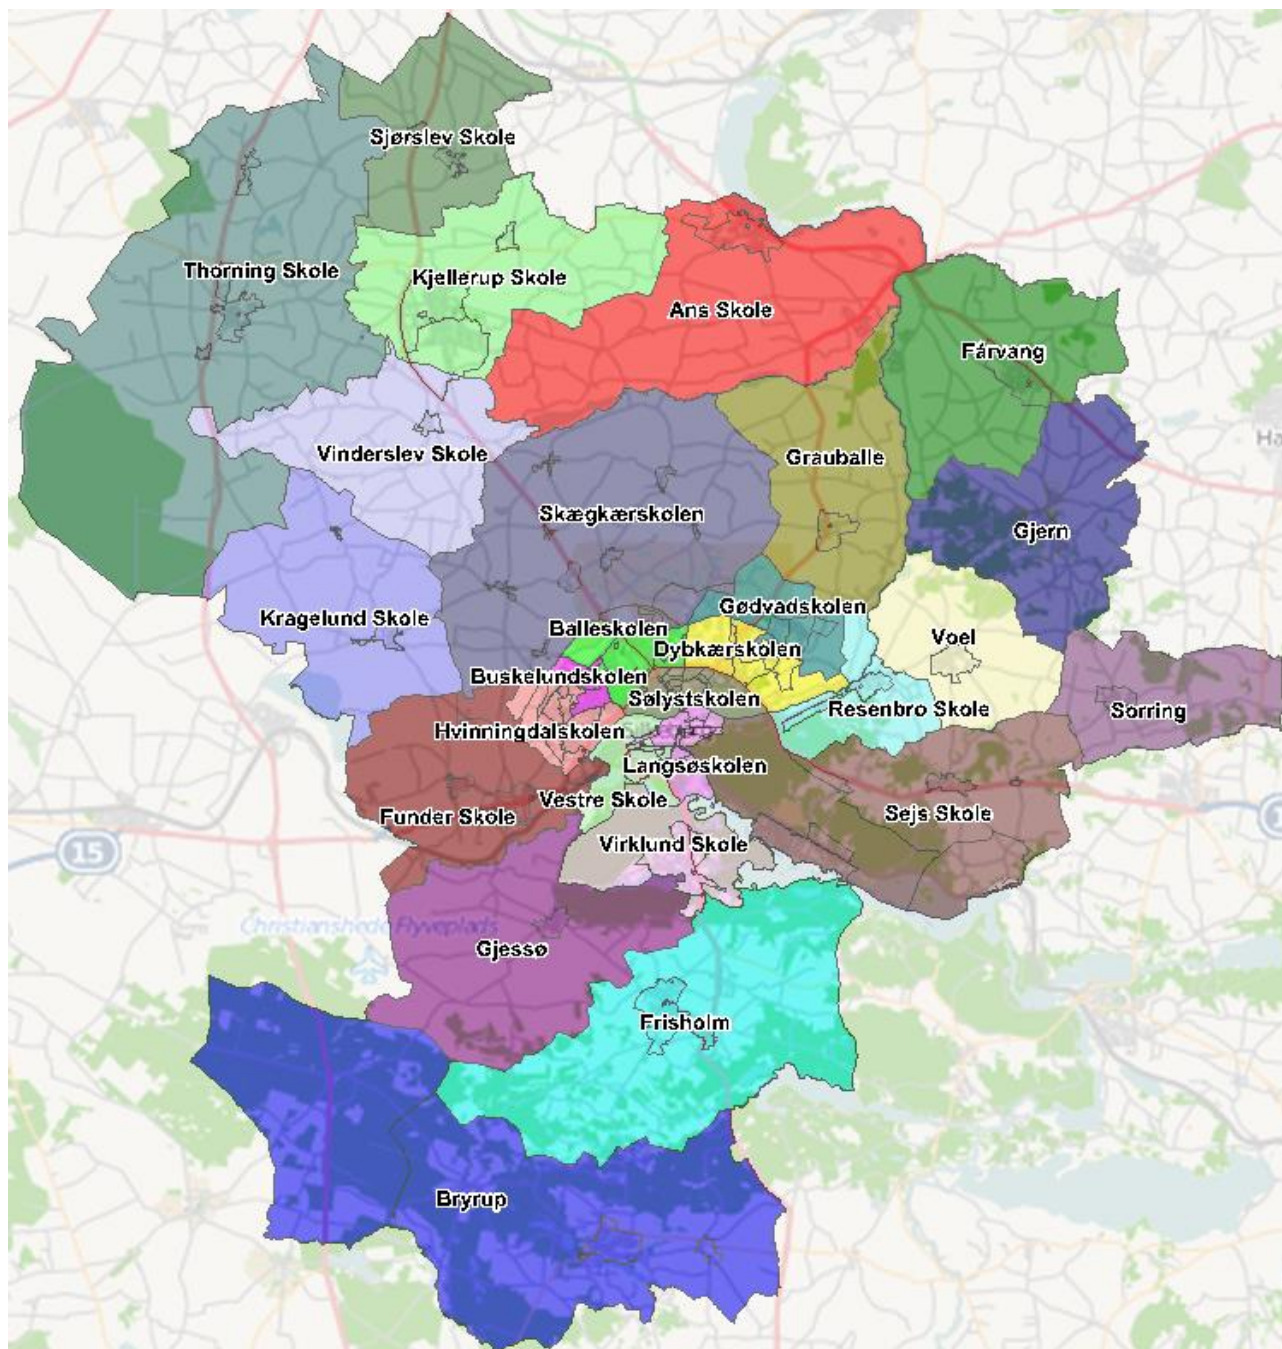 Sjørslev Skole
Thorning Skole
Kjellerup Skole
Ans Skole
Fárvang
Vinderslev Skole
Grauballe
Skægkærskolen
Gjern
Gødvadskolen
Kragelund Skole
Balleskolen
Voel
Dybkærskolen
Buskelundskolen
Sølystskolen
Resenbro Skole
Sorring
Hvinningdalskolen
Langsøskolen
Vestre Skole
Sejs Skole
Funder Skole
Virklund Skole
15
Christianshede Flyveplads
Gjessø
Frisholm
Bryrup